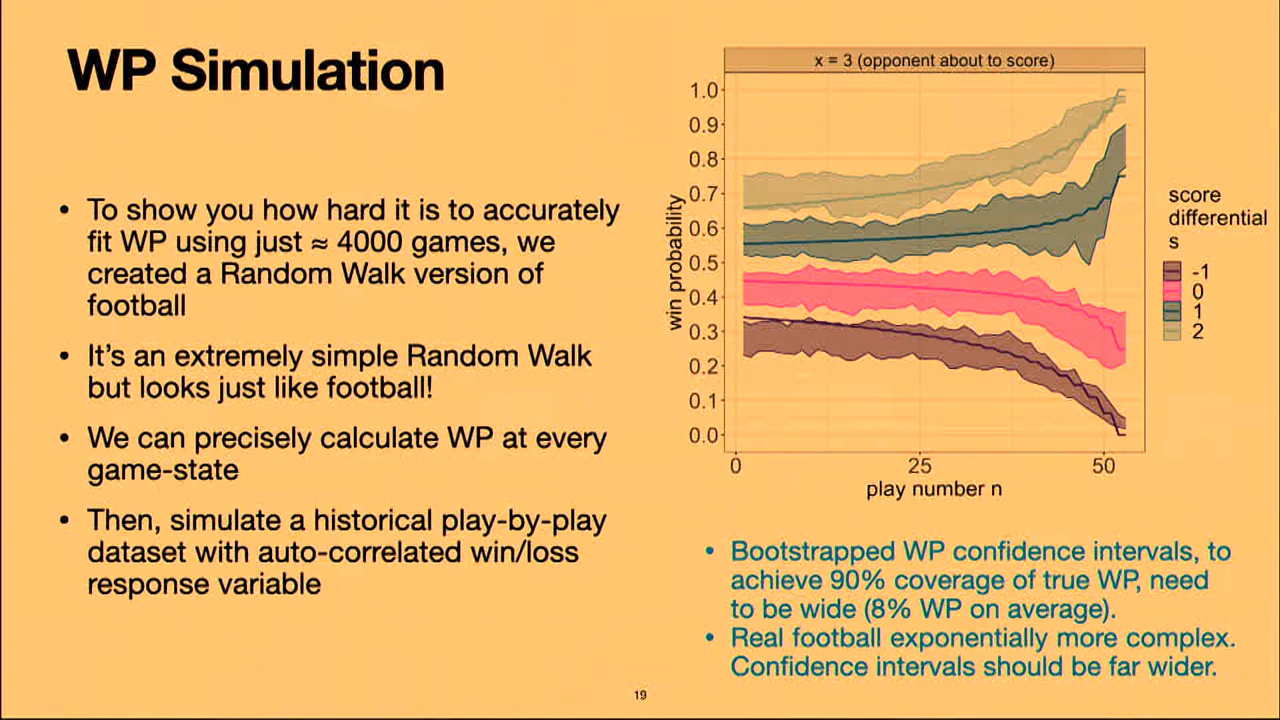 WP Simulation
• To show you how hard it is to accurately
fit WP using just ≈ 4000 games, we
created a Random Walk version of
football
• It’s an extremely simple Random Walk
but looks just like football!
• We can precisely calculate WP at every
game-state
• Then, simulate a historical play-by-play
dataset with auto-correlated win/loss
response variable
x = 3 (opponent about to score)
1.0
0.9
0.8
0.7
0.6
0.5
0.4
0.3
0.2
0.1
0.0
win probability
0 25 50
play number n
score
differential
s
-1
0
1
2
• Bootstrapped WP confidence intervals, to
achieve 90% coverage of true WP, need
to be wide (8% WP on average).
• Real football exponentially more complex.
Confidence intervals should be far wider.
19